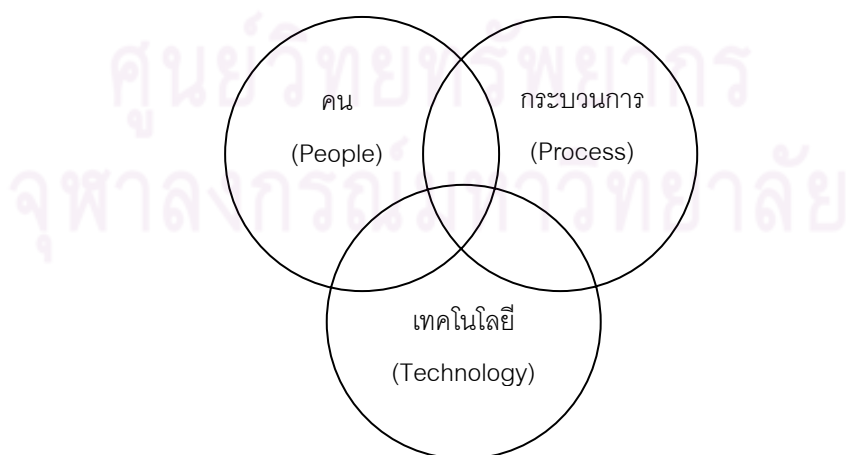 ศูนย์วิทยทรัพยากร
จุฬาลงกรณ์มหาวิทยาลัย
คน
(People)
กระบวนการ
(Process)
เทคโนโลยี
(Technology)